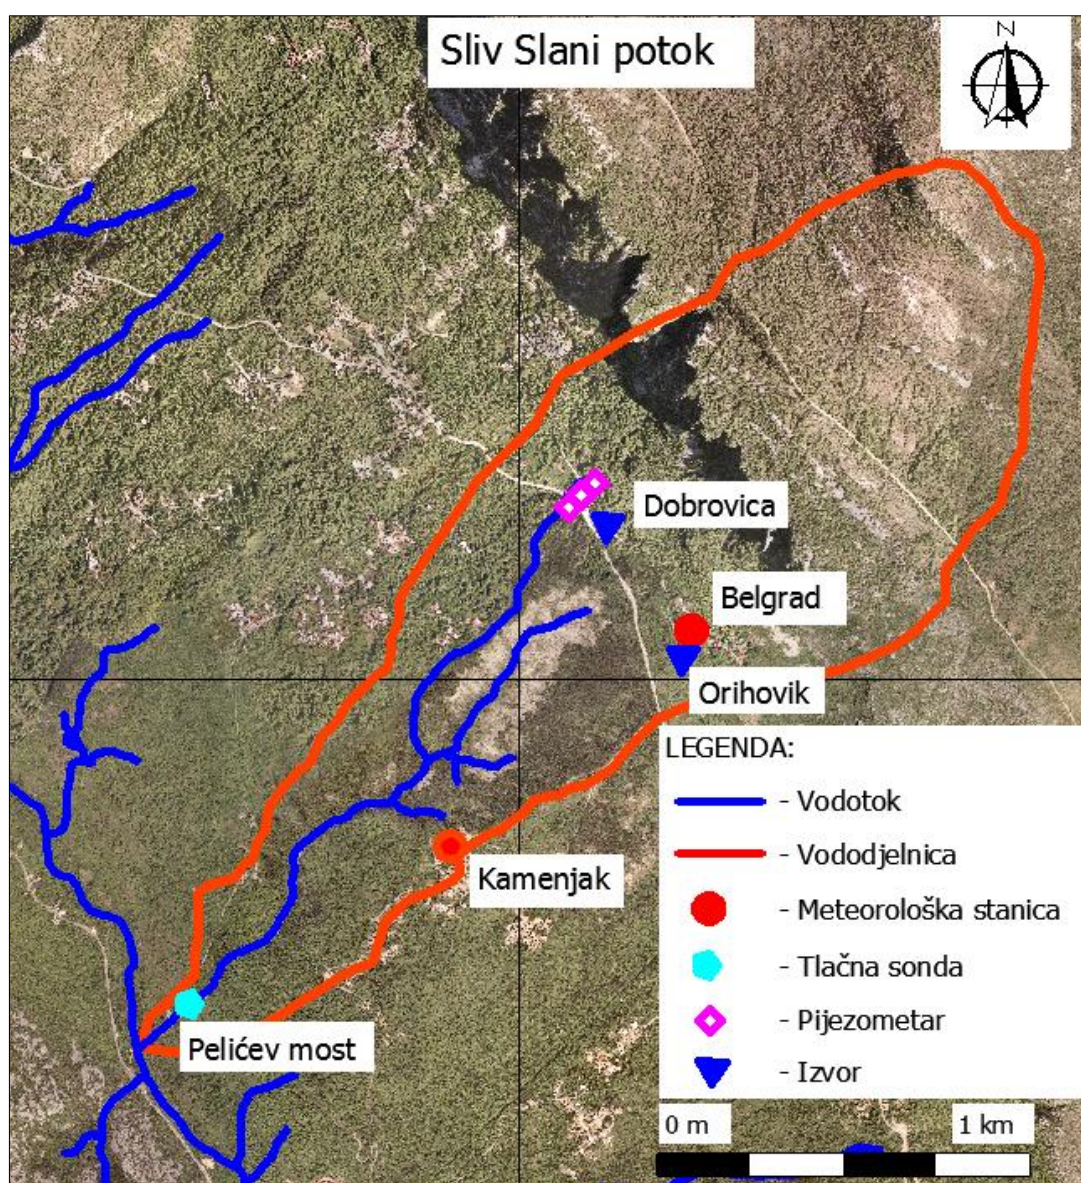 Sliv Slani potok
N
Dobrovica
Belgrad
Orihovik
Kamenjak
Pelićev most
LEGENDA:
- Vodotok
- Vododjelnica
- Meteorološka stanica
- Tlačna sonda
- Pijezometar
- Izvor
0 m
1 km